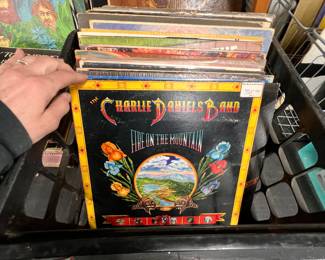 THE CHARLIE DANIELS BAND
FIRE ON THE MOUNTAIN